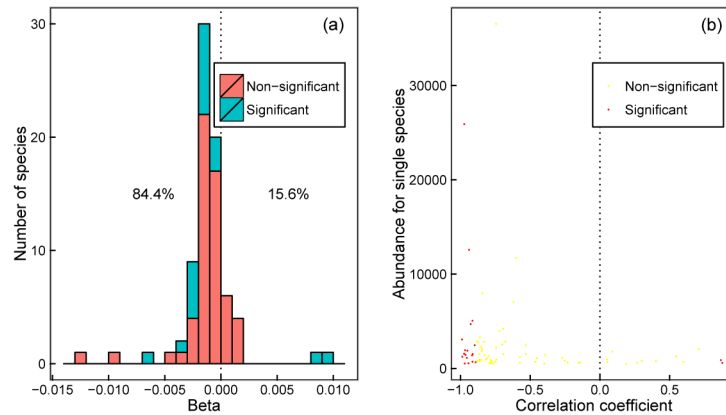 (a)
30
20
10
0
Number of species
Non−significant
Significant
84.4%
15.6%
−0.015
−0.010
−0.005
0.000
0.005
0.010
Beta
(b)
30000
20000
10000
0
Abundance for single species
Non−significant
Significant
−1.0
−0.5
0.0
0.5
Correlation coefficient